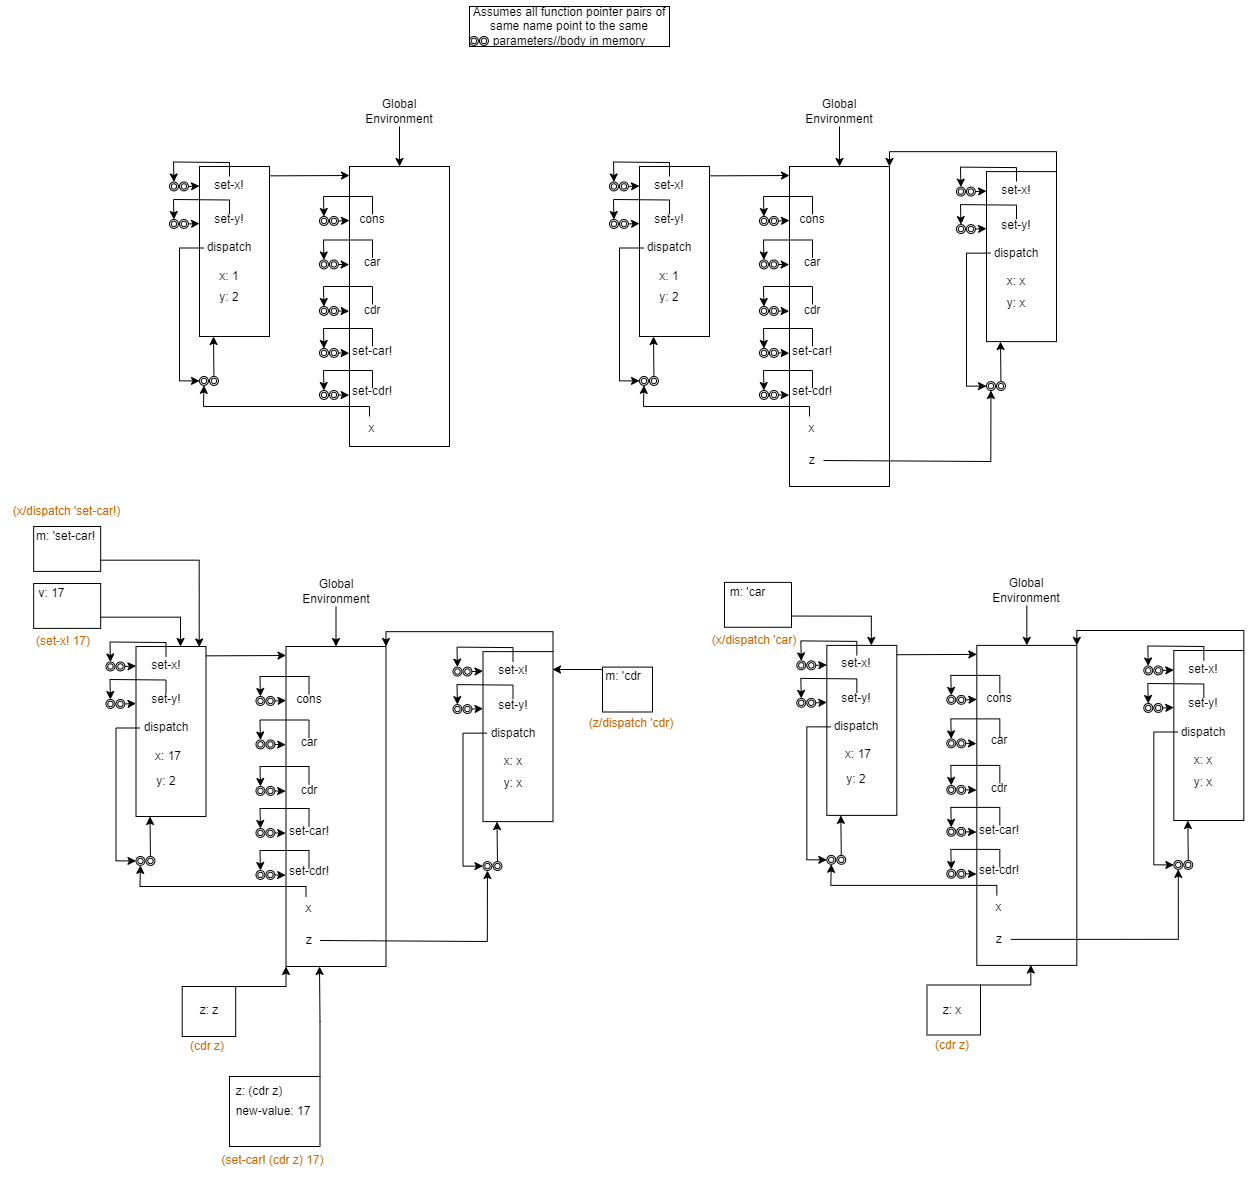 Assumes all function pointer pairs of
same name point to the same
parameters//body in memory
Global
Environment
set-x!
set-y!
dispatch
x: 1
y: 2
cons
car
cdr
set-car!
set-cdr!
x
Global
Environment
set-x!
set-y!
dispatch
x: 1
y: 2
cons
car
cdr
set-car!
set-cdr!
x
z
set-x!
set-y!
dispatch
x: x
y: x
(x/dispatch 'set-car!)
m: 'set-car!
v: 17
(set-x! 17)
Global
Environment
set-x!
set-y!
dispatch
x: 17
y: 2
cons
car
cdr
set-car!
set-cdr!
x
z
set-x!
set-y!
dispatch
x: x
y: x
m: 'cdr
(z/dispatch 'cdr)
z: z
(cdr z)
z: (cdr z)
new-value: 17
(set-car! (cdr z) 17)
m: 'car
(x/dispatch 'car)
Global
Environment
set-x!
set-y!
dispatch
x: 17
y: 2
cons
car
cdr
set-car!
set-cdr!
x
z
set-x!
set-y!
dispatch
x: x
y: x
z: x
(cdr z)